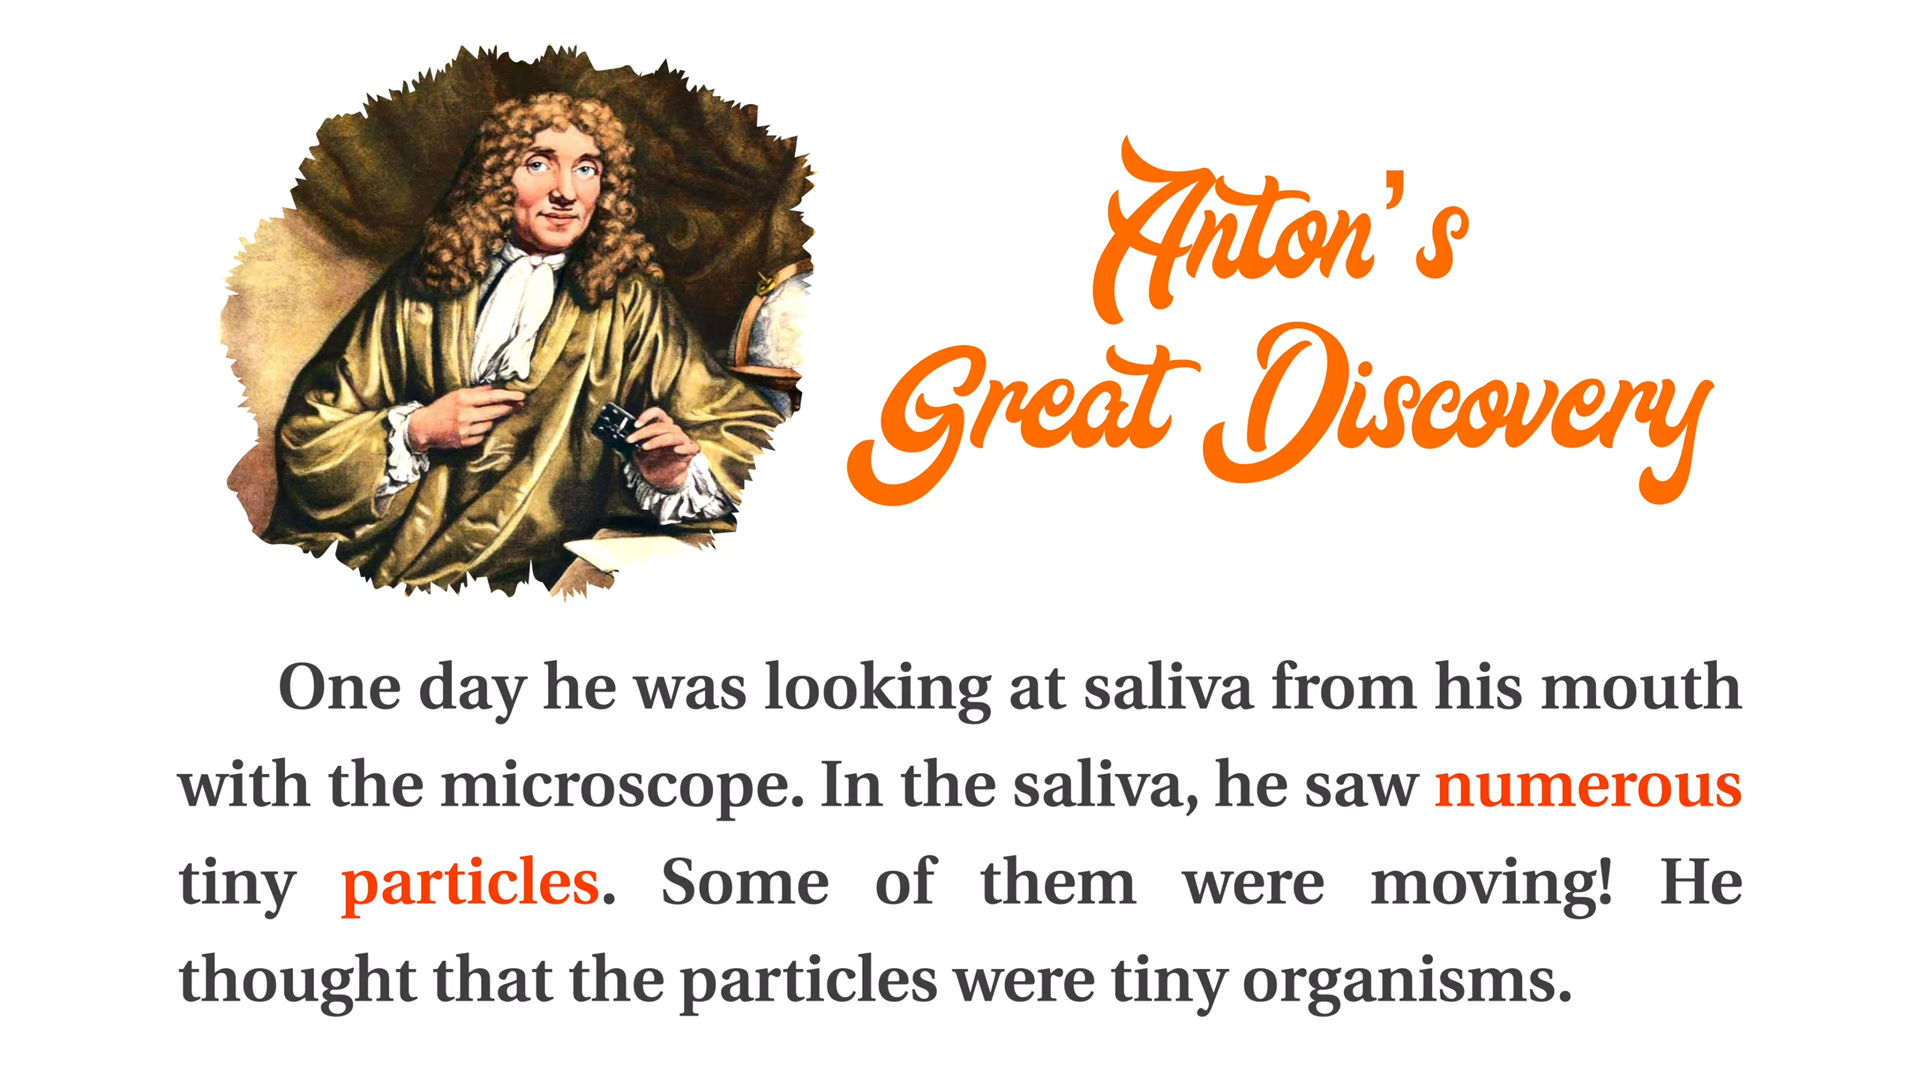 Anton's
Great Discovery
One day he was looking at saliva from his mouth
with the microscope. In the saliva, he saw numerous
tiny particles. Some of them were moving! He
thought that the particles were tiny organisms.